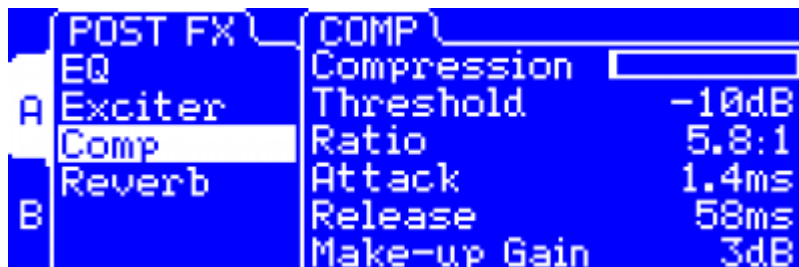 POST FX
COMP
A
B
EQ
Exciter
Comp
Reverb
Compression
Threshold -10dB
Ratio 5.8:1
Attack 1.4ms
Release 58ms
Make-up Gain 3dB